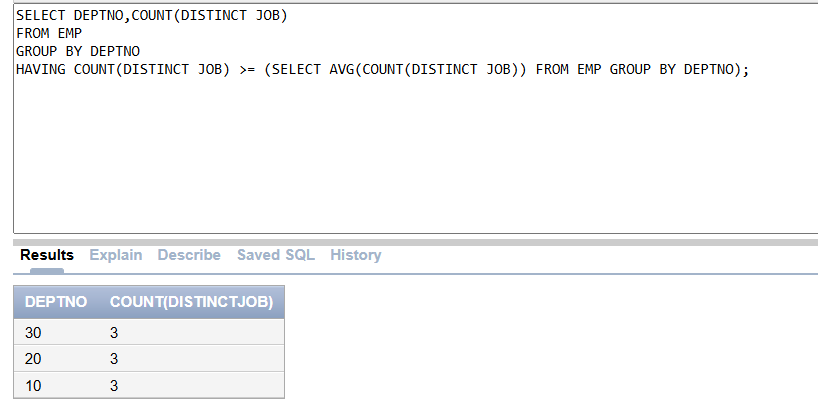 SELECT DEPTNO,COUNT(DISTINCT JOB)
FROM EMP
GROUP BY DEPTNO
HAVING COUNT(DISTINCT JOB) >= (SELECT AVG(COUNT(DISTINCT JOB)) FROM EMP GROUP BY DEPTNO);
Results Explain Describe Saved SQL History
DEPTNO COUNT(DISTINCTJOB)
30 3
20 3
10 3